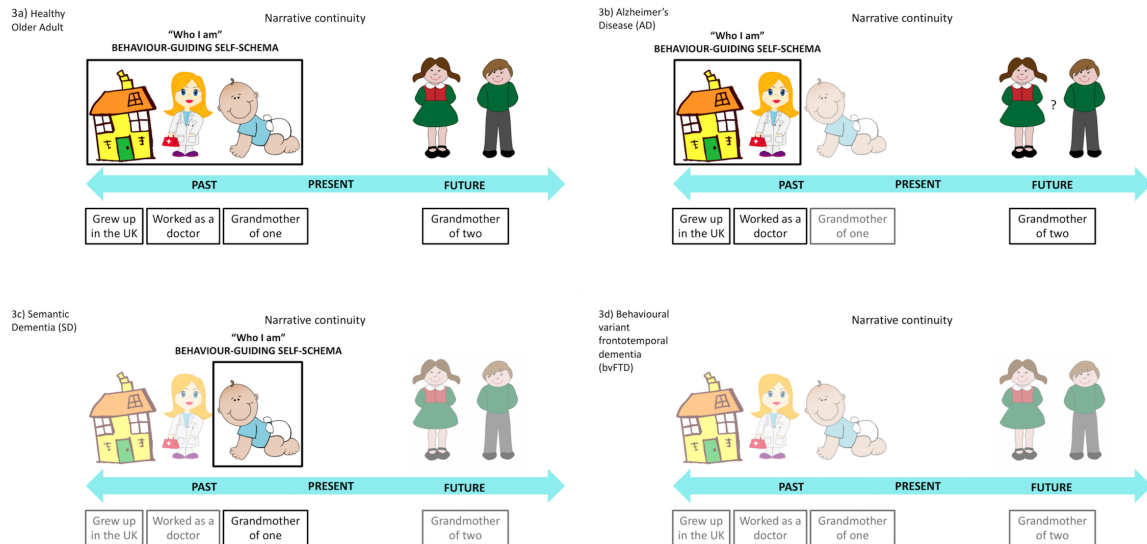 3a) Healthy
Older Adult
Narrative continuity
"Who I am"
BEHAVIOUR-GUIDING SELF-SCHEMA
PAST
PRESENT
FUTURE
Grew up
in the UK
Worked as a
doctor
Grandmother
of one
Grandmother
of two
3b) Alzheimer's
Disease (AD)
Narrative continuity
"Who I am"
BEHAVIOUR-GUIDING SELF-SCHEMA
?
PAST
PRESENT
FUTURE
Grew up
in the UK
Worked as a
doctor
Grandmother
of one
Grandmother
of two
3c) Semantic
Dementia (SD)
Narrative continuity
"Who I am"
BEHAVIOUR-GUIDING SELF-SCHEMA
PAST
PRESENT
FUTURE
Grew up
in the UK
Worked as a
doctor
Grandmother
of one
Grandmother
of two
3d) Behavioural
variant
frontotemporal
dementia
(bvFTD)
Narrative continuity
PAST
PRESENT
FUTURE
Grew up
in the UK
Worked as a
doctor
Grandmother
of one
Grandmother
of two